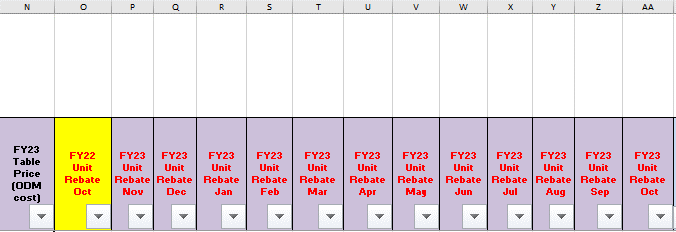 N O P Q R S T U V W X Y Z AA
FY23
Table
Price
(ODM
cost)
FY22
Unit
Rebate
Oct
FY23
Unit
Rebate
Nov
FY23
Unit
Rebate
Dec
FY23
Unit
Rebate
Jan
FY23
Unit
Rebate
Feb
FY23
Unit
Rebate
Mar
FY23
Unit
Rebate
Apr
FY23
Unit
Rebate
May
FY23
Unit
Rebate
Jun
FY23
Unit
Rebate
Jul
FY23
Unit
Rebate
Aug
FY23
Unit
Rebate
Sep
FY23
Unit
Rebate
Oct